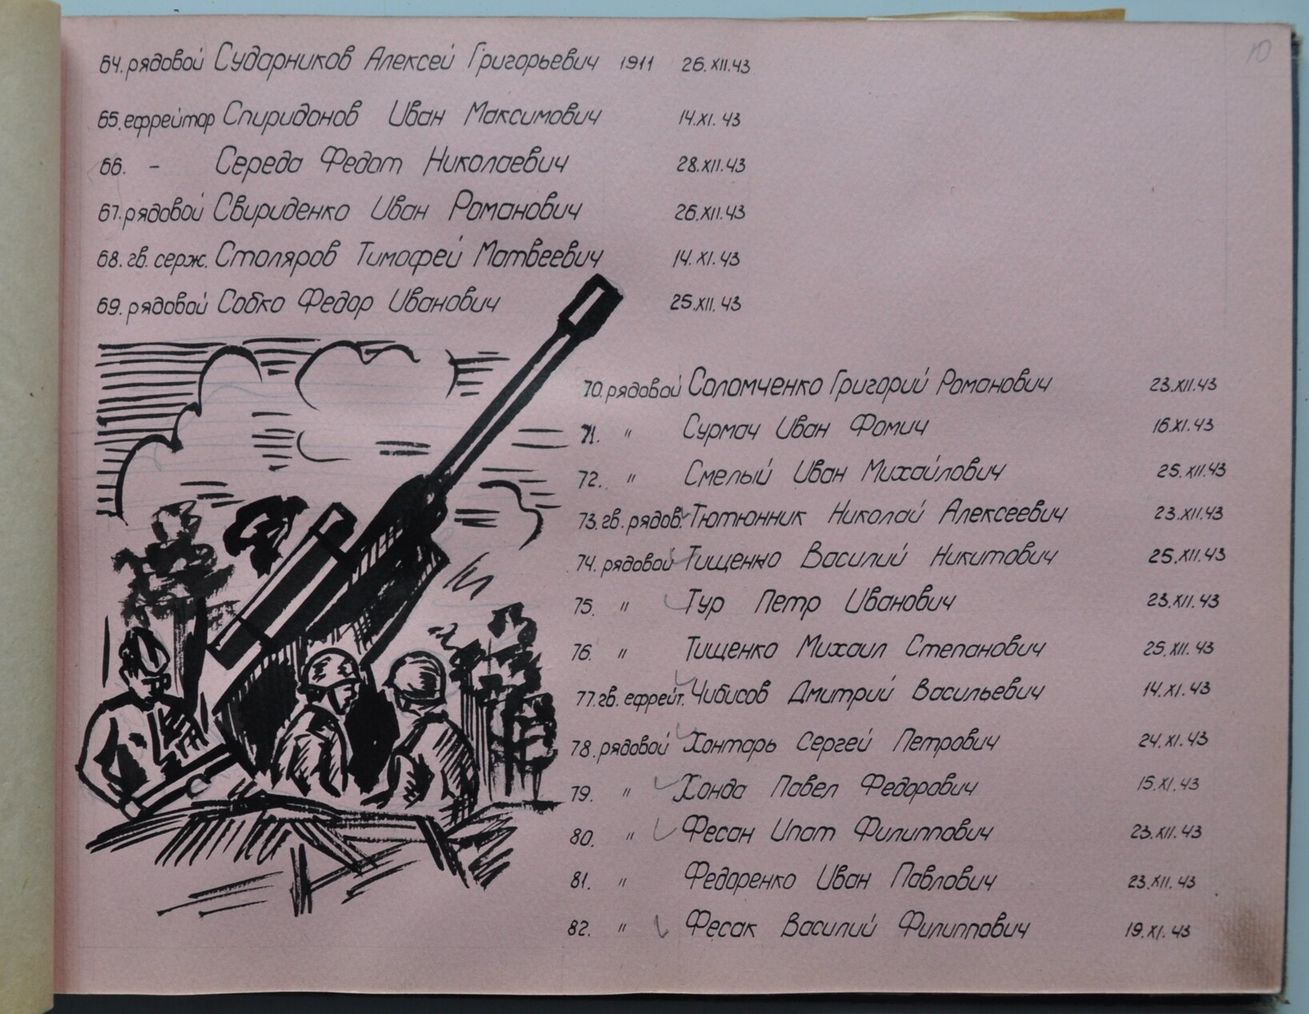 10
64. рядовой Сударников Алексей Григорьевич 1911 26.XII.43
65. ефрейтор Спиридонов Иван Максимович 14.XI.43
66. – Середа Федот Николаевич 28.XII.43
67. рядовой Свириденко Иван Романович 26.XII.43
68. гв. серж. Столяров Тимофей Матвеевич 14.XI.43
69. рядовой Собко Федор Иванович 25.XII.43
70. рядовой Соломченко Григорий Романович 23.XII.43
71. " Сурмач Иван Фомич 16.XI.43
72. " Смелый Иван Михайлович 25.XII.43
73. гв. рядов. Тютюнник Николай Алексеевич 23.XII.43
74. рядовой Тищенко Василий Никитович 25.XII.43
75. " Тур Петр Иванович 23.XII.43
76. " Тищенко Михаил Степанович 25.XII.43
77. гв. ефрейт. Чибисов Дмитрий Васильевич 14.XI.43
78. рядовой Хонтарь Сергей Петрович 24.XI.43
79. " Хонда Павел Федорович 15.XI.43
80. " Фесан Ипат Филиппович 23.XII.43
81. " Федоренко Иван Павлович 23.XII.43
82. " Фесак Василий Филиппович 19.XI.43